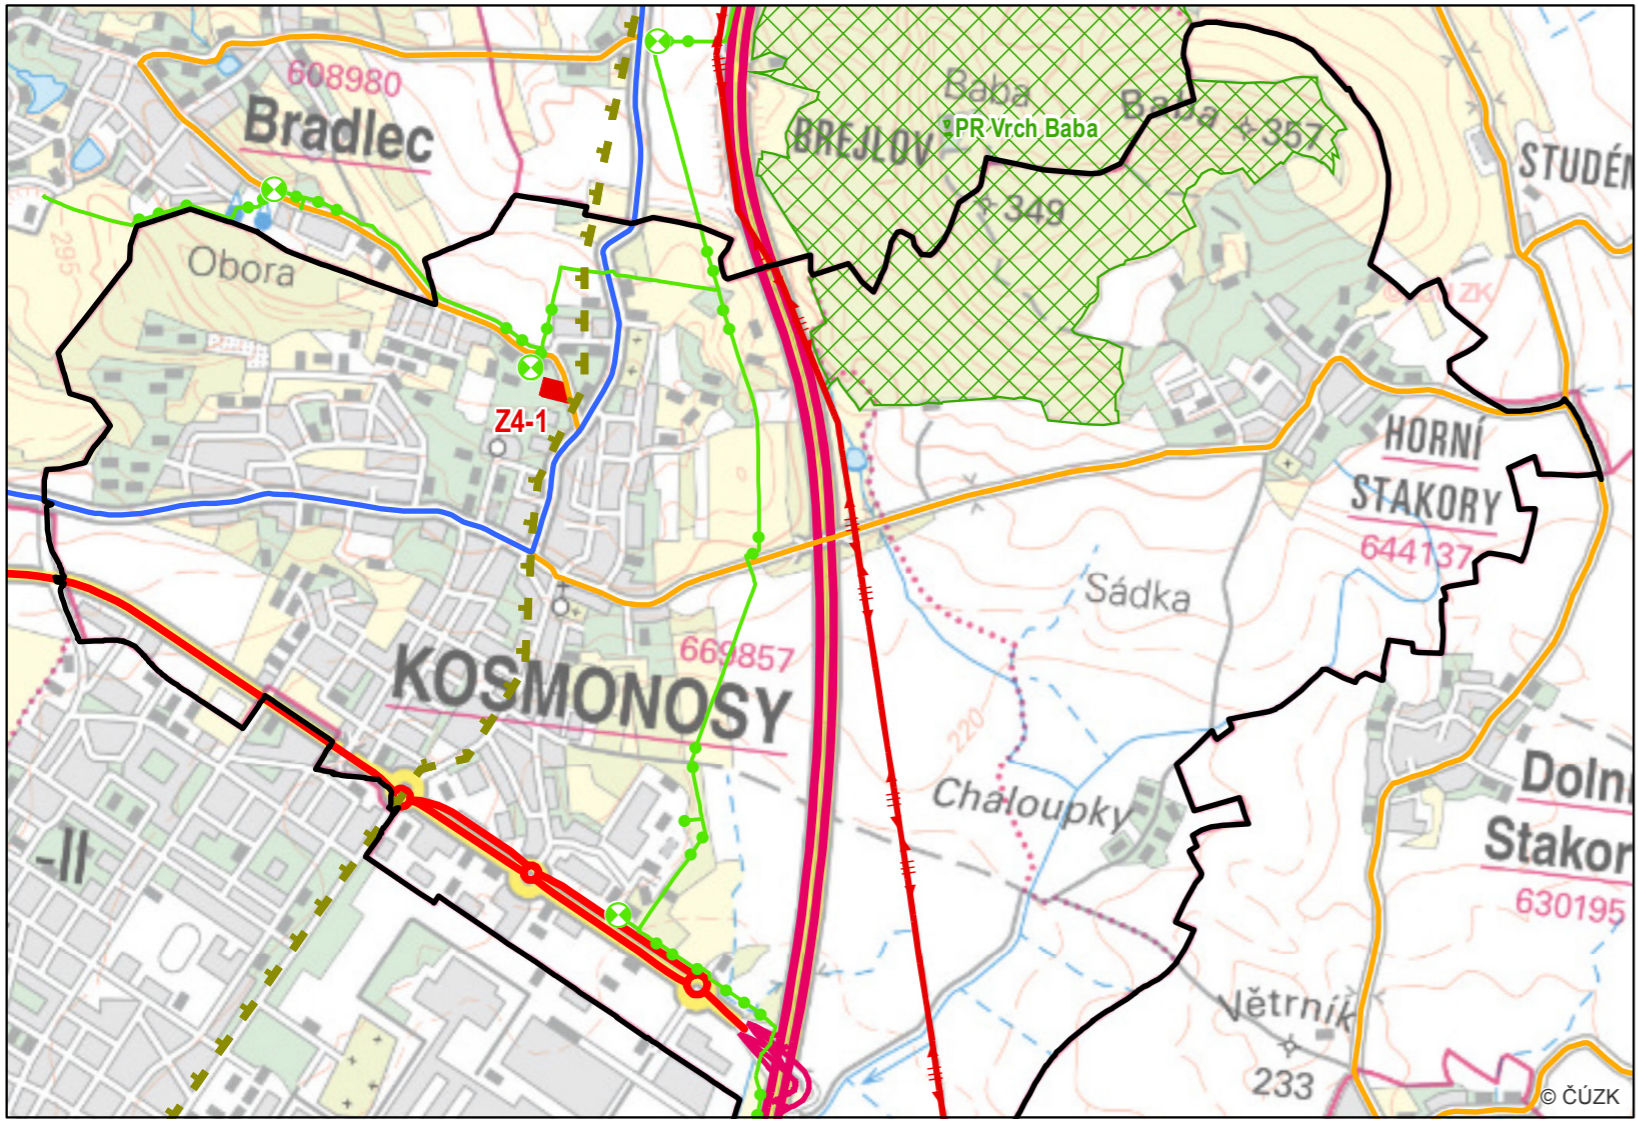 608980
Bradlec
Baba
Baba
357
BREJLOV
PR Vrch Baba
STUDÉN
349
295
Obora
Z4-1
HORNÍ
STAKORY
644137
Sádka
669857
KOSMONOSY
220
Chaloupky
Dolní
Stakor
630195
-II
Větrník
233
© ČÚZK